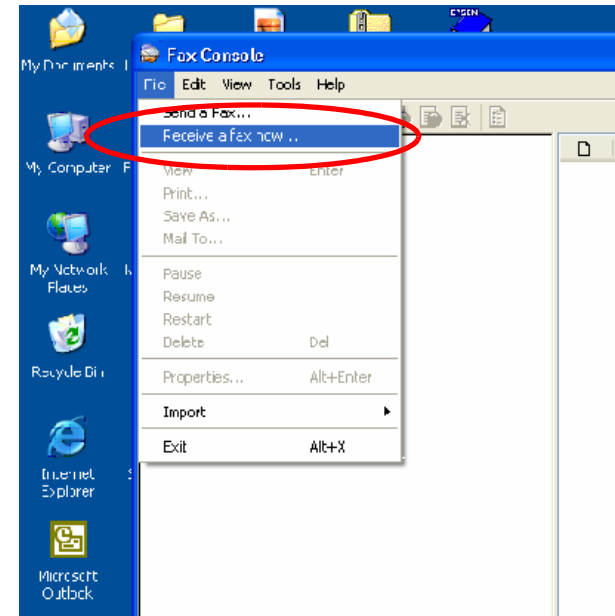 EPSON
My Documents
Fax Console
File Edit View Tools Help
Send a Fax...
Receive a fax now...
View Enter
Print...
Save As...
Mail To...
My Computer
My Network
Places
Pause
Resume
Restart
Delete Del
Recycle Bin
Properties... Alt+Enter
Import
Exit Alt+X
Internet
Explorer
Microsoft
Outlook